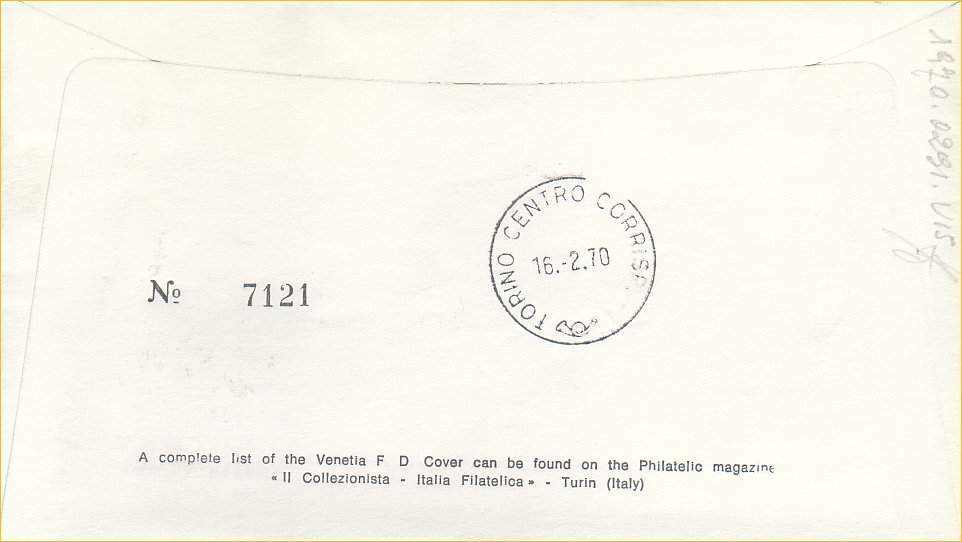 TORINO CENTRO CORRISP.
16.-2.70
No 7121
A complete list of the Venetia F D Cover can be found on the Philatelic magazine
« Il Collezionista - Italia Filatelica » - Turin (Italy)